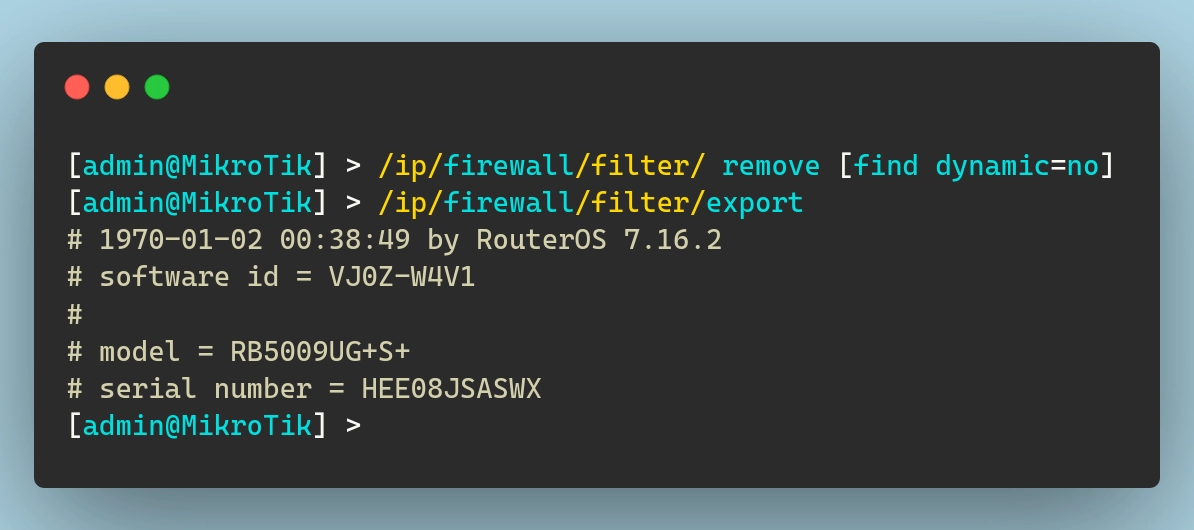 [admin@MikroTik] > /ip/firewall/filter/ remove [find dynamic=no]
[admin@MikroTik] > /ip/firewall/filter/export
# 1970-01-02 00:38:49 by RouterOS 7.16.2
# software id = VJ0Z-W4V1
#
# model = RB5009UG+S+
# serial number = HEE08JSASWX
[admin@MikroTik] >